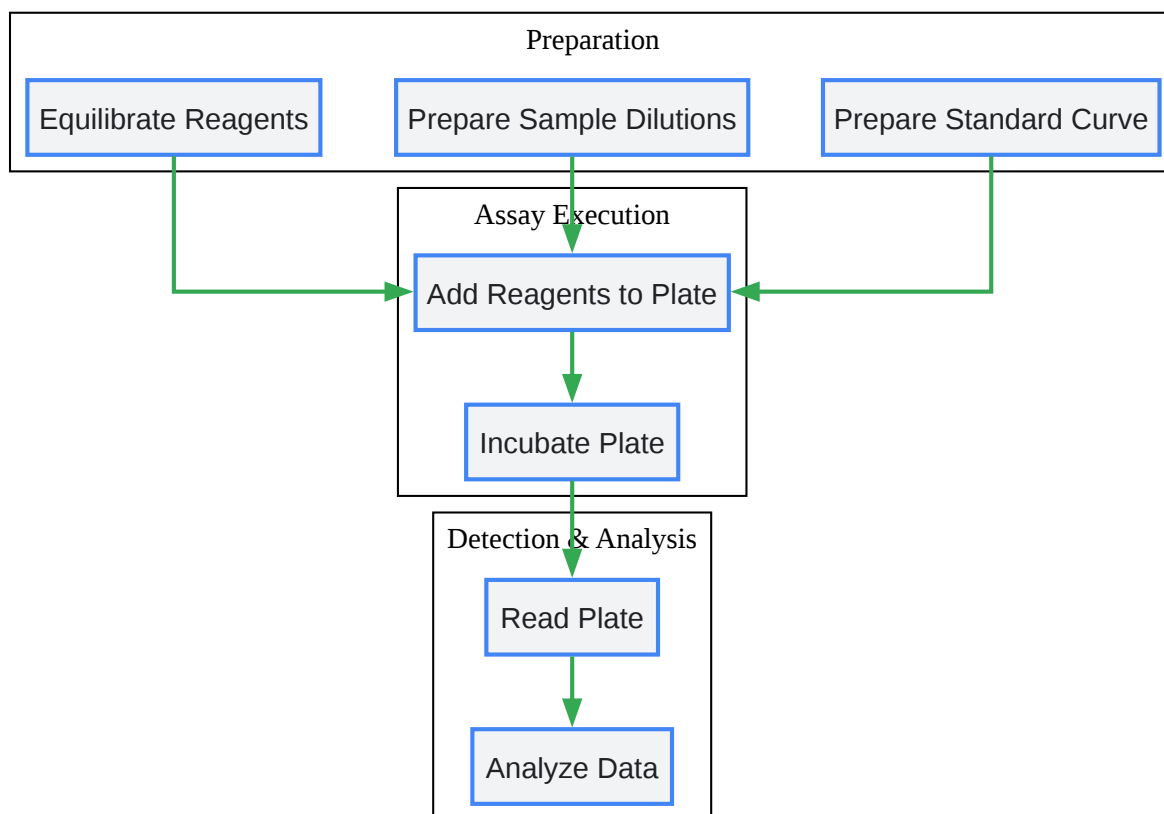 Preparation
Equilibrate Reagents
Prepare Sample Dilutions
Prepare Standard Curve
Assay Execution
Add Reagents to Plate
Incubate Plate
Detection & Analysis
Read Plate
Analyze Data